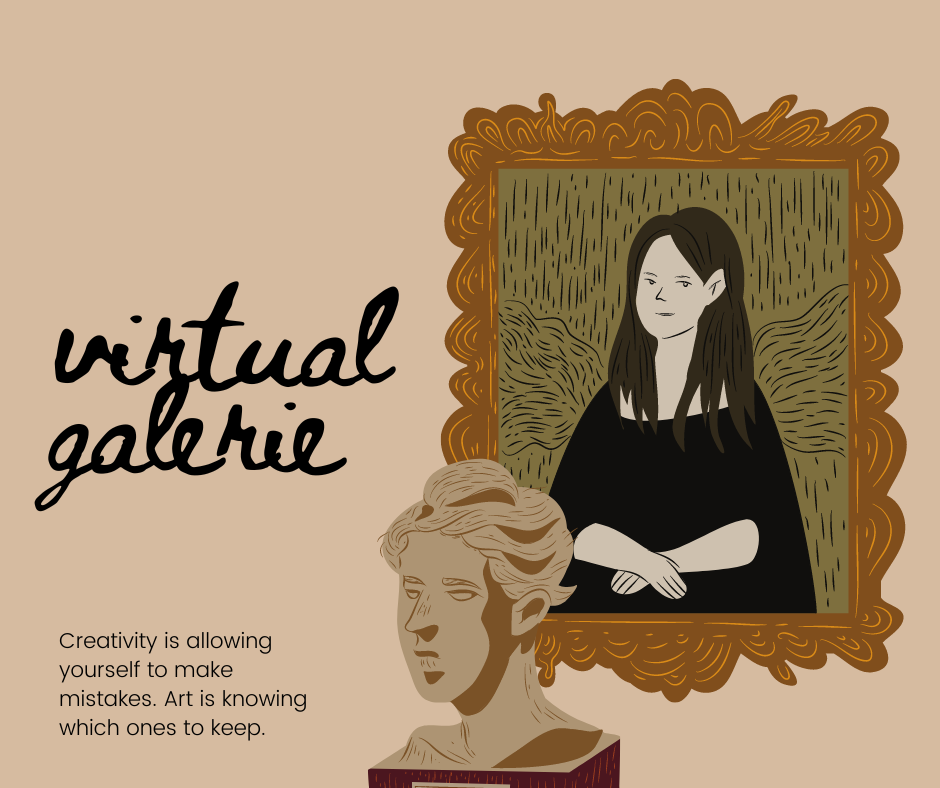 virtual
galerie
Creativity is allowing
yourself to make
mistakes. Art is knowing
which ones to keep.